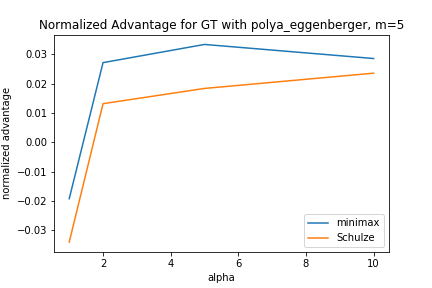 Normalized Advantage for GT with polya_eggenberger, m=5
normalized advantage
0.03
0.02
0.01
0.00
−0.01
−0.02
−0.03
minimax
Schulze
2 4 6 8 10
alpha